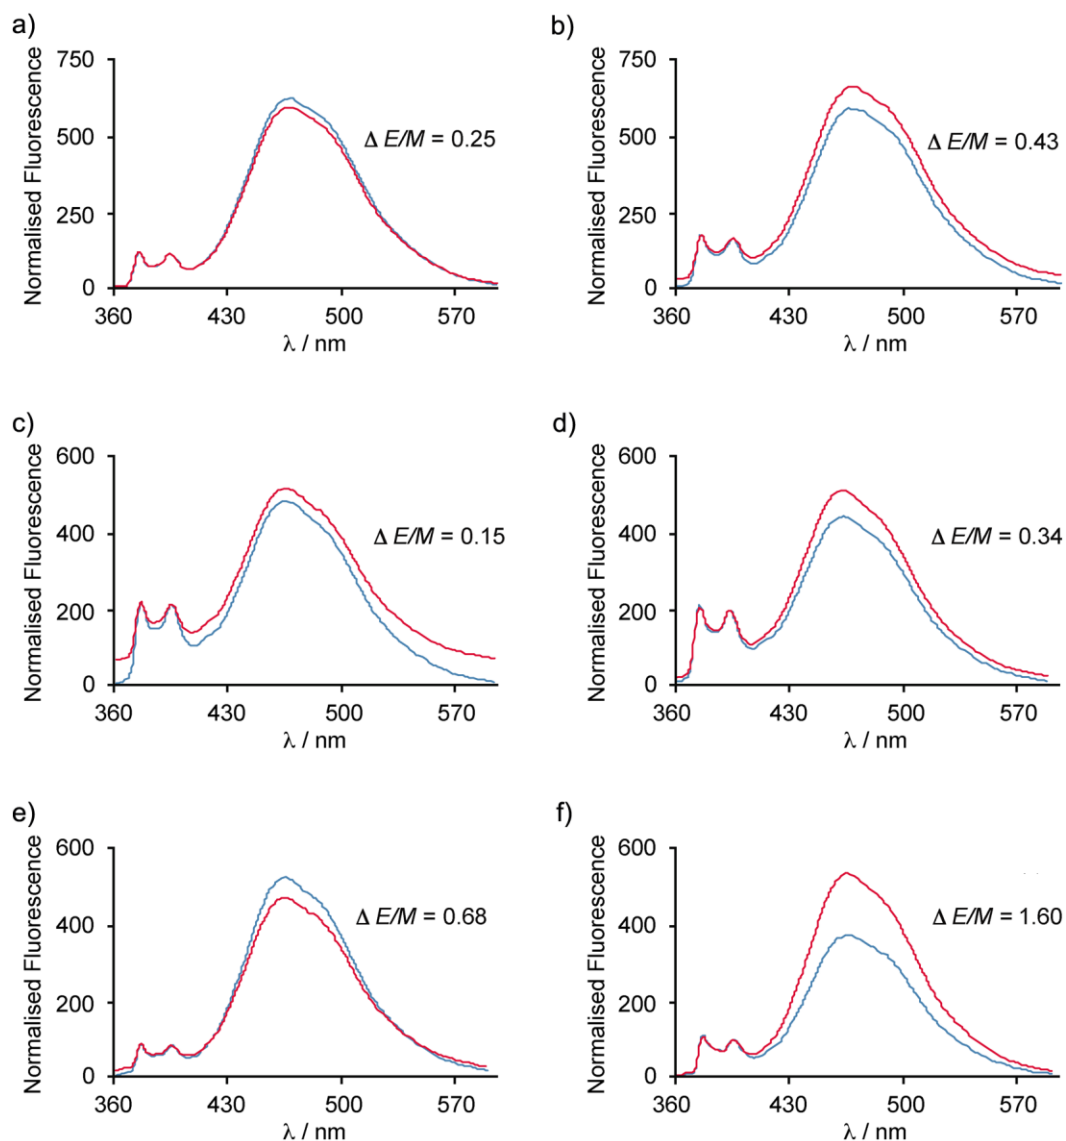 a)
Normalised Fluorescence
750
500
250
0
Δ E/M = 0.25
360 430 500 570
λ / nm
b)
Normalised Fluorescence
750
500
250
0
Δ E/M = 0.43
360 430 500 570
λ / nm
c)
Normalised Fluorescence
600
400
200
0
Δ E/M = 0.15
360 430 500 570
λ / nm
d)
Normalised Fluorescence
600
400
200
0
Δ E/M = 0.34
360 430 500 570
λ / nm
e)
Normalised Fluorescence
600
400
200
0
Δ E/M = 0.68
360 430 500 570
λ / nm
f)
Normalised Fluorescence
600
400
200
0
Δ E/M = 1.60
360 430 500 570
λ / nm